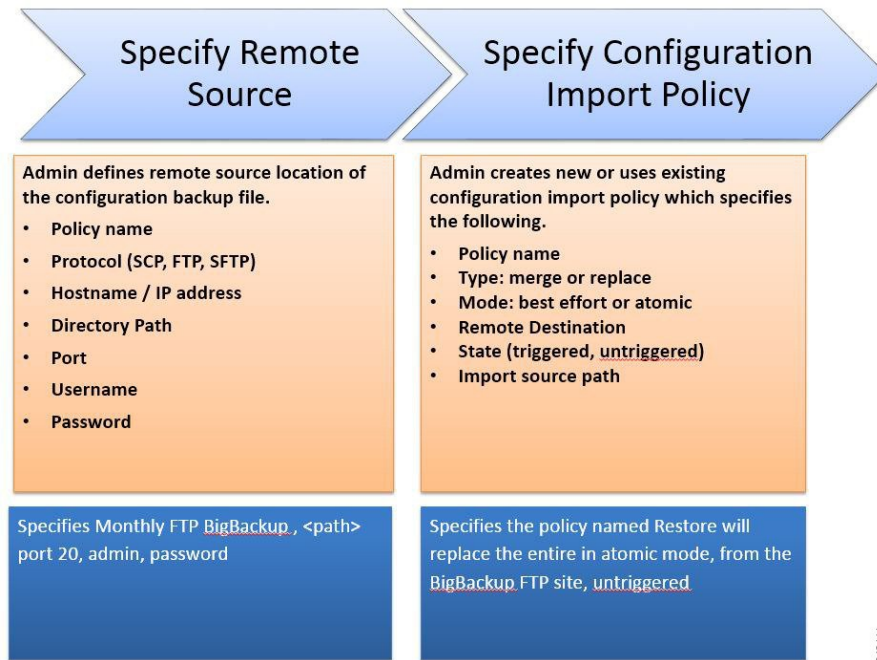 Specify Remote
Source
Specify Configuration
Import Policy
Admin defines remote source location of
the configuration backup file.
• Policy name
• Protocol (SCP, FTP, SFTP)
• Hostname / IP address
• Directory Path
• Port
• Username
• Password
Admin creates new or uses existing
configuration import policy which specifies
the following.
• Policy name
• Type: merge or replace
• Mode: best effort or atomic
• Remote Destination
• State (triggered, untriggered)
• Import source path
Specifies Monthly FTP BigBackup , <path>
port 20, admin, password
Specifies the policy named Restore will
replace the entire in atomic mode, from the
BigBackup FTP site, untriggered